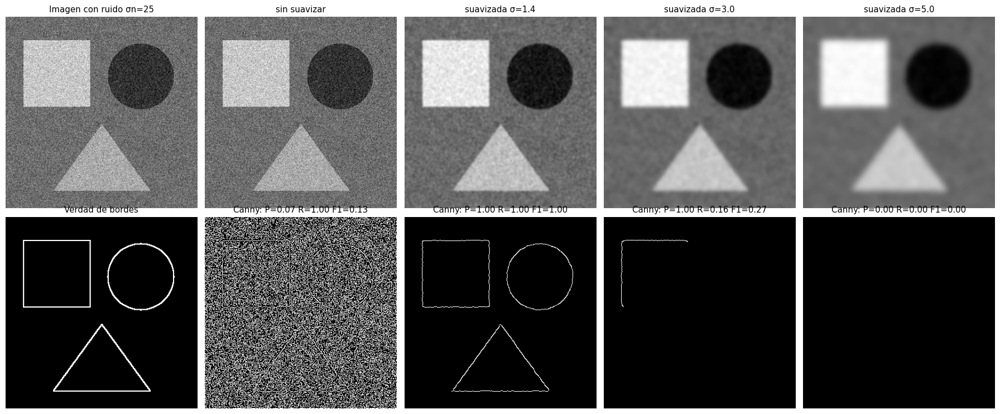 Imagen con ruido σn=25
sin suavizar
suavizada σ=1.4
suavizada σ=3.0
suavizada σ=5.0
Verdad de bordes
Canny: P=0.07 R=1.00 F1=0.13
Canny: P=1.00 R=1.00 F1=1.00
Canny: P=1.00 R=0.16 F1=0.27
Canny: P=0.00 R=0.00 F1=0.00